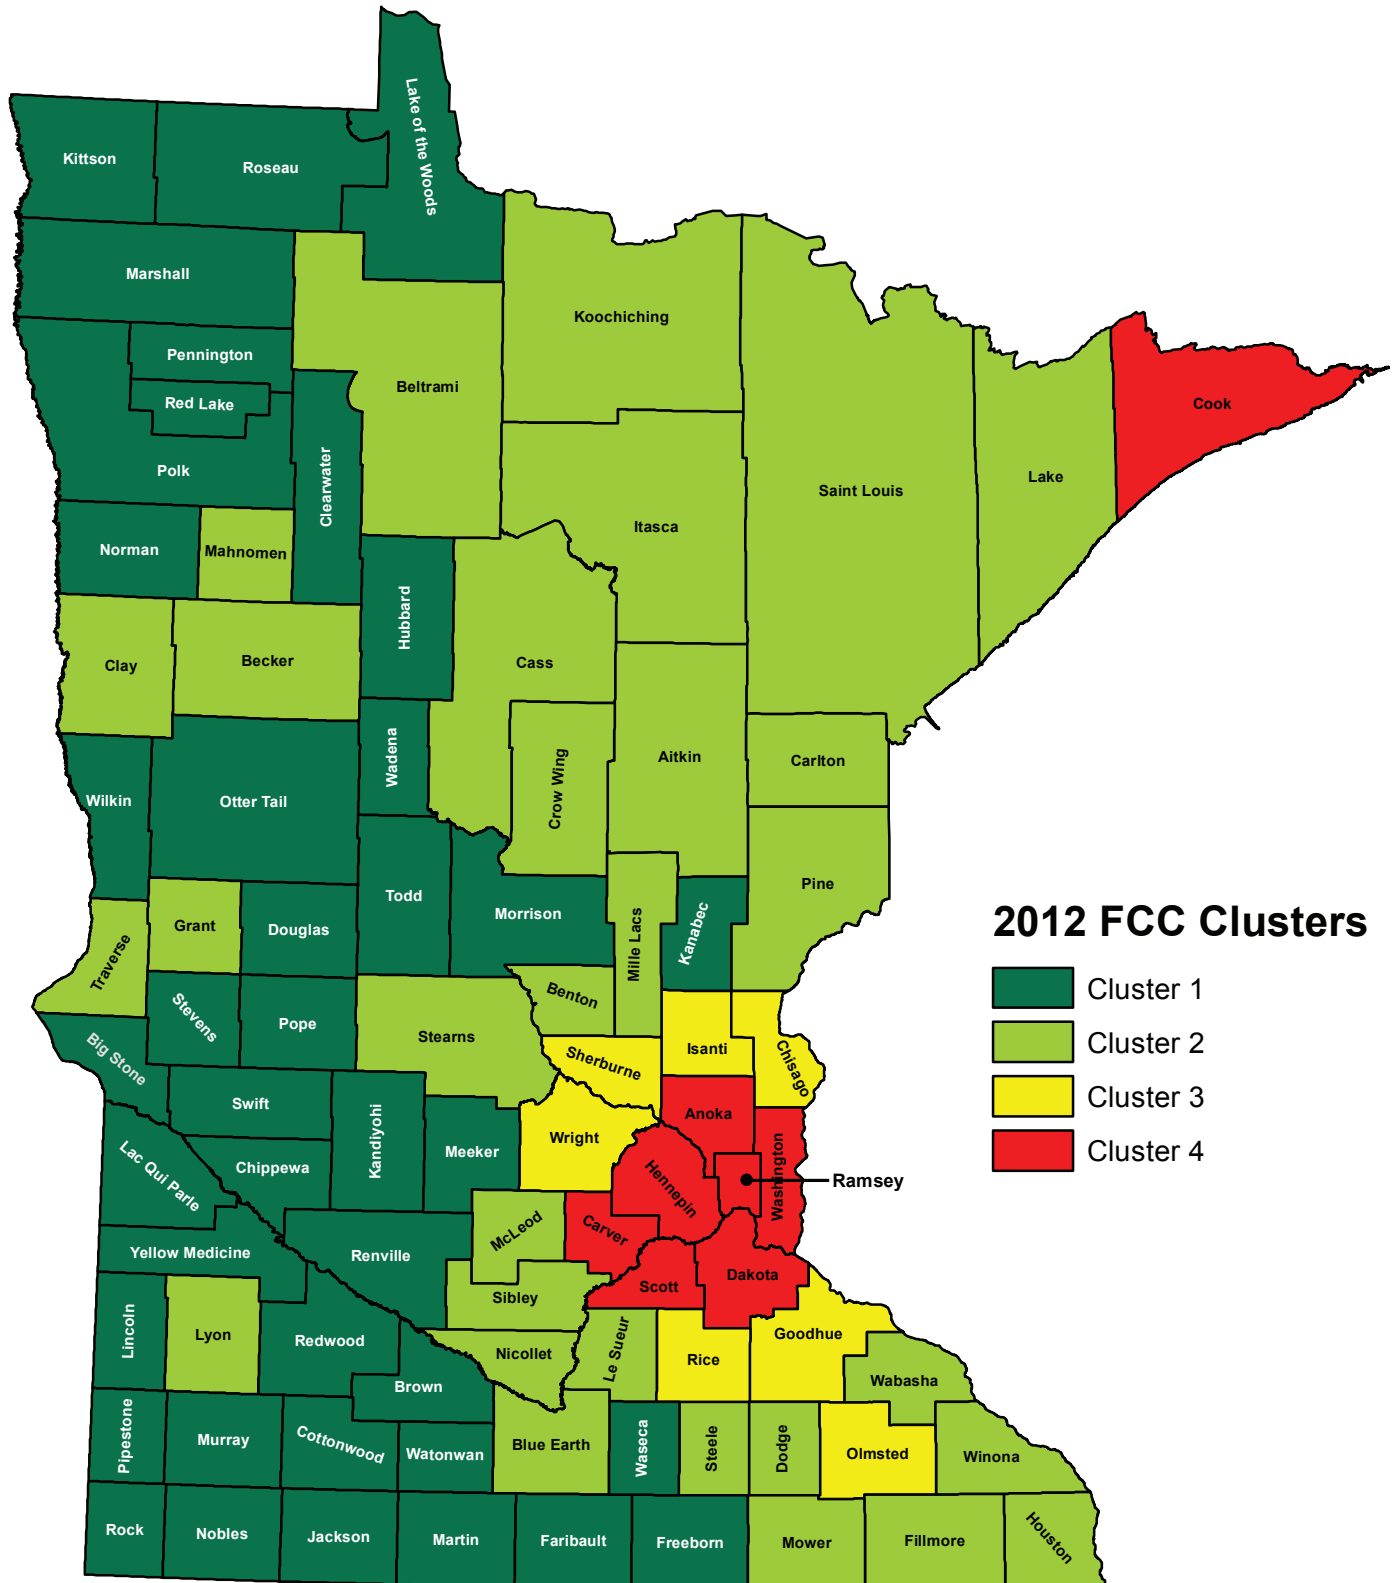 Lake of the Woods
Kittson
Roseau
Marshall
Koochiching
Pennington
Beltrami
Red Lake
Cook
Polk
Clearwater
Lake
Saint Louis
Itasca
Norman
Mahnomen
Hubbard
Clay
Becker
Cass
Wadena
Aitkin
Carlton
Crow Wing
Wilkin
Otter Tail
Pine
Todd
Morrison
2012 FCC Clusters
Grant
Douglas
Mille Lacs
Kanabec
Traverse
Cluster 1
Benton
Stevens
Pope
Stearns
Cluster 2
Isanti
Big Stone
Sherburne
Chisago
Cluster 3
Swift
Anoka
Kandiyohi
Wright
Meeker
Cluster 4
Lac Qui Parle
Chippewa
Hennepin
Washington
Ramsey
McLeod
Carver
Yellow Medicine
Renville
Dakota
Scott
Sibley
Lincoln
Lyon
Redwood
Goodhue
Nicollet
Le Sueur
Rice
Brown
Wabasha
Pipestone
Murray
Cottonwood
Watonwan
Blue Earth
Waseca
Steele
Dodge
Olmsted
Winona
Rock
Nobles
Jackson
Martin
Faribault
Freeborn
Mower
Fillmore
Houston